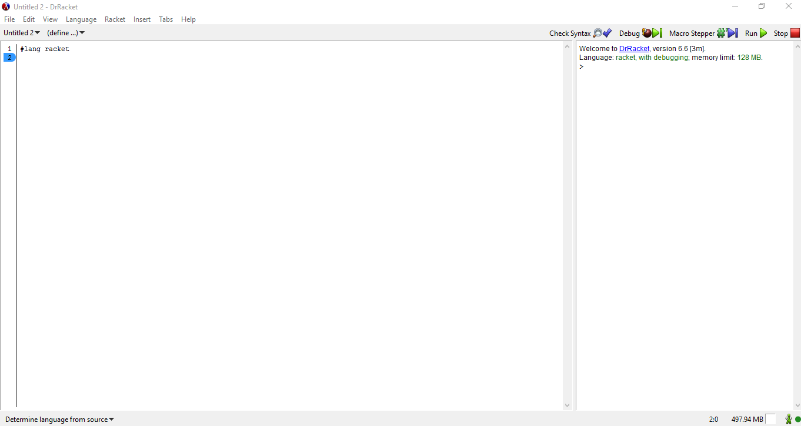 Untitled 2 - DrRacket
File Edit View Language Racket Insert Tabs Help
Untitled 2 (define ...) Check Syntax Debug Macro Stepper Run Stop
1 #lang racket
2
Welcome to DrRacket, version 6.6 [3m].
Language: racket, with debugging; memory limit: 128 MB.
>
Determine language from source 2:0 497.94 MB